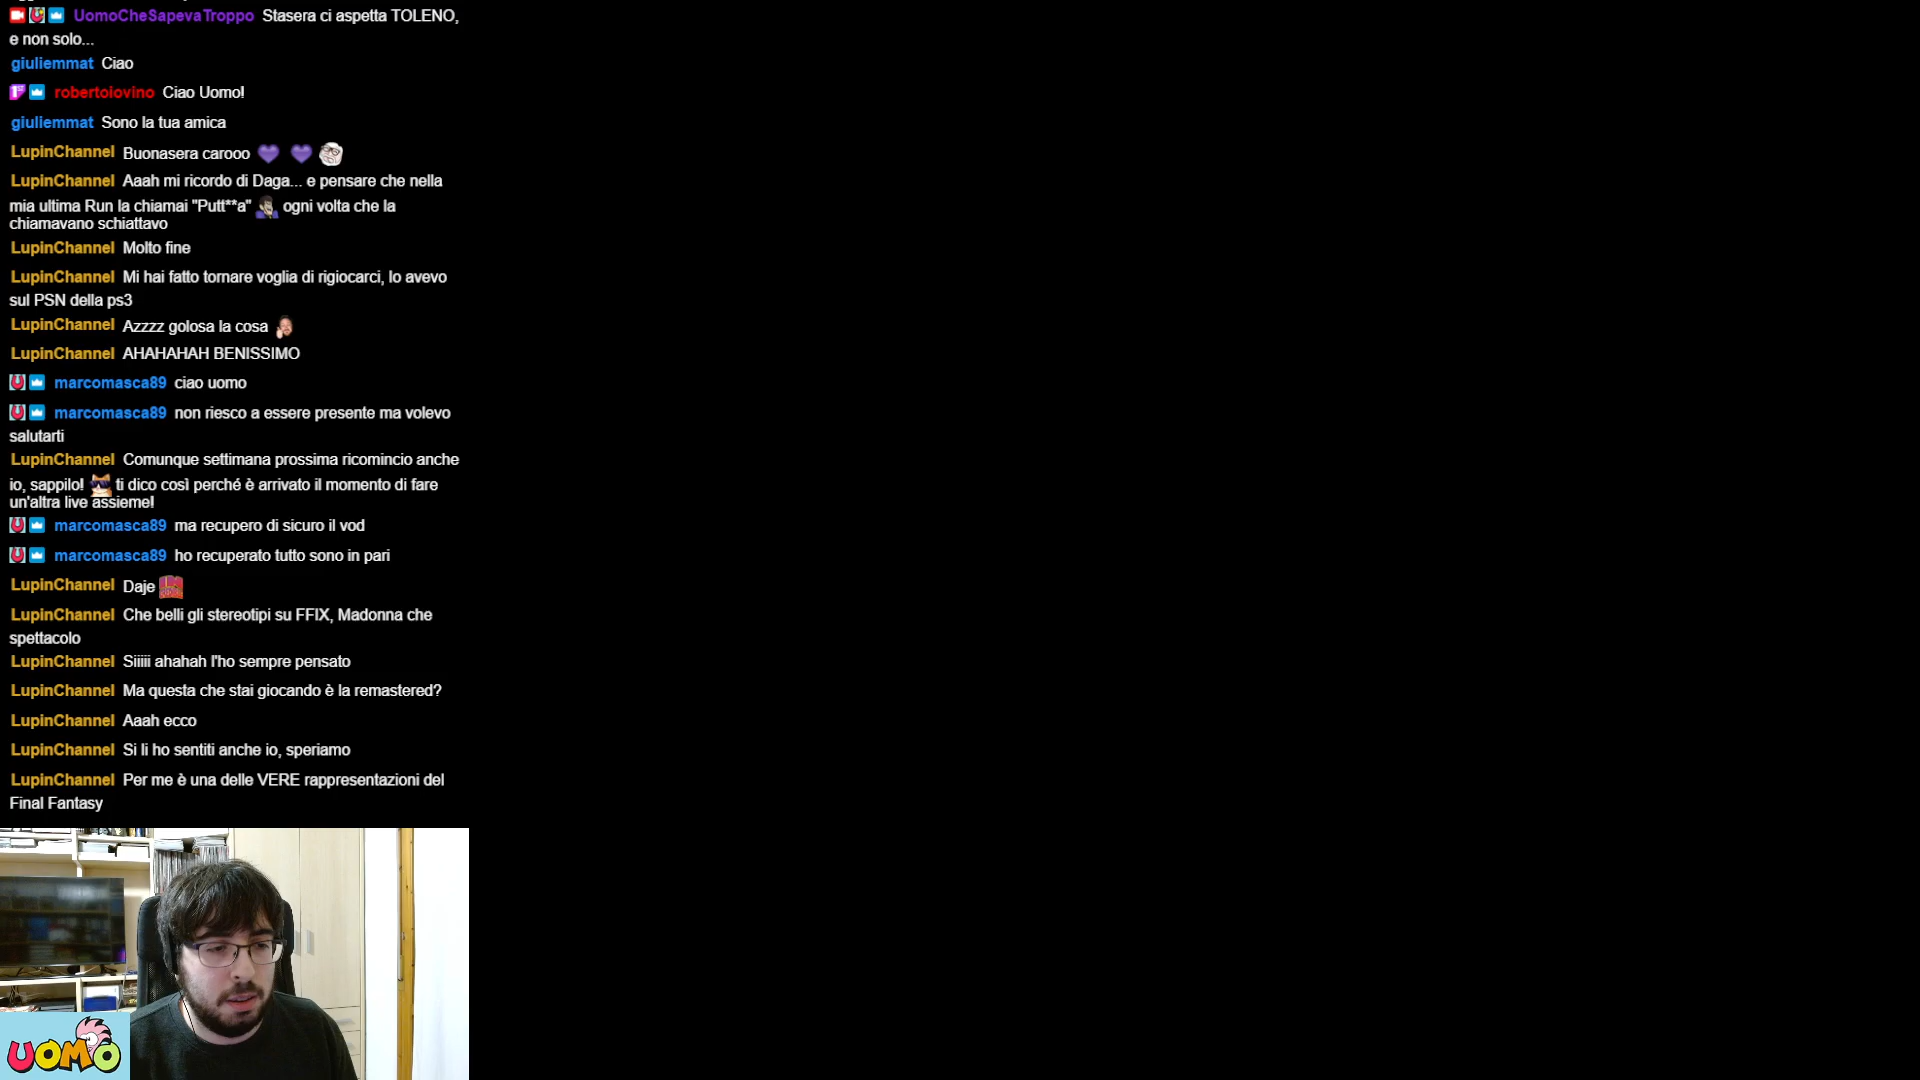 UomoCheSapevaTroppo Stasera ci aspetta TOLENO,
e non solo...
giuliemmat Ciao
robertoiovino Ciao Uomo!
giuliemmat Sono la tua amica
LupinChannel Buonasera carooo
LupinChannel Aaah mi ricordo di Daga... e pensare che nella
mia ultima Run la chiamai "Putt**a" ogni volta che la
chiamavano schiattavo
LupinChannel Molto fine
LupinChannel Mi hai fatto tornare voglia di rigiocarci, lo avevo
sul PSN della ps3
LupinChannel Azzzz golosa la cosa
LupinChannel AHAHAHAH BENISSIMO
marcomasca89 ciao uomo
marcomasca89 non riesco a essere presente ma volevo
salutarti
LupinChannel Comunque settimana prossima ricomincio anche
io, sappilo! ti dico così perché è arrivato il momento di fare
un'altra live assieme!
marcomasca89 ma recupero di sicuro il vod
marcomasca89 ho recuperato tutto sono in pari
LupinChannel Daje
LupinChannel Che belli gli stereotipi su FFIX, Madonna che
spettacolo
LupinChannel Siiiii ahahah l'ho sempre pensato
LupinChannel Ma questa che stai giocando è la remastered?
LupinChannel Aaah ecco
LupinChannel Si li ho sentiti anche io, speriamo
LupinChannel Per me è una delle VERE rappresentazioni del
Final Fantasy
UOMO